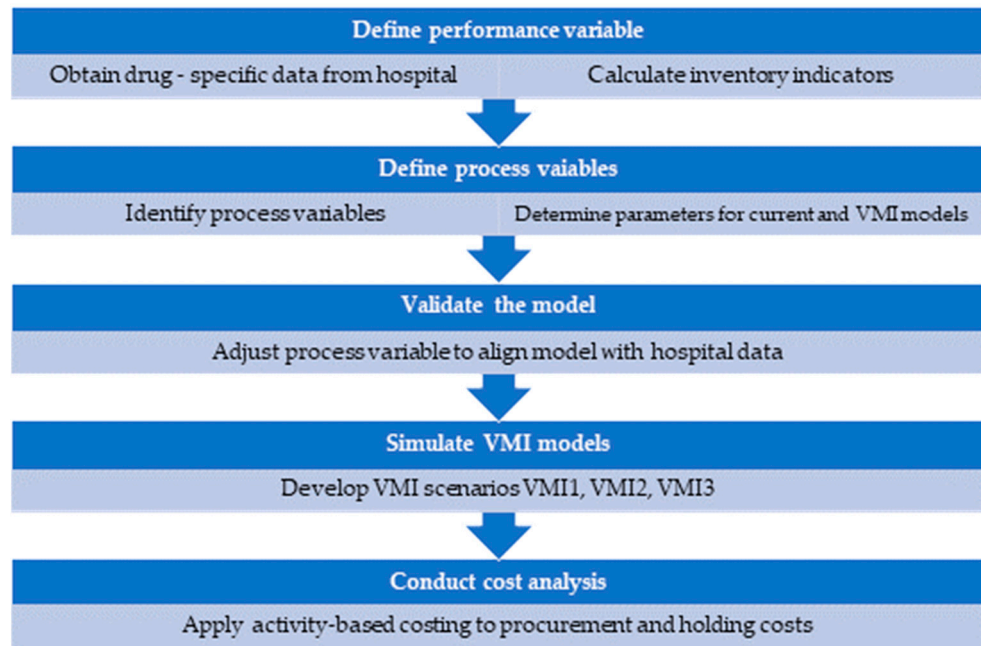 Define performance variable
Obtain drug - specific data from hospital
Calculate inventory indicators
Define process vaiables
Identify process variables
Determine parameters for current and VMI models
Validate the model
Adjust process variable to align model with hospital data
Simulate VMI models
Develop VMI scenarios VMI1, VMI2, VMI3
Conduct cost analysis
Apply activity-based costing to procurement and holding costs